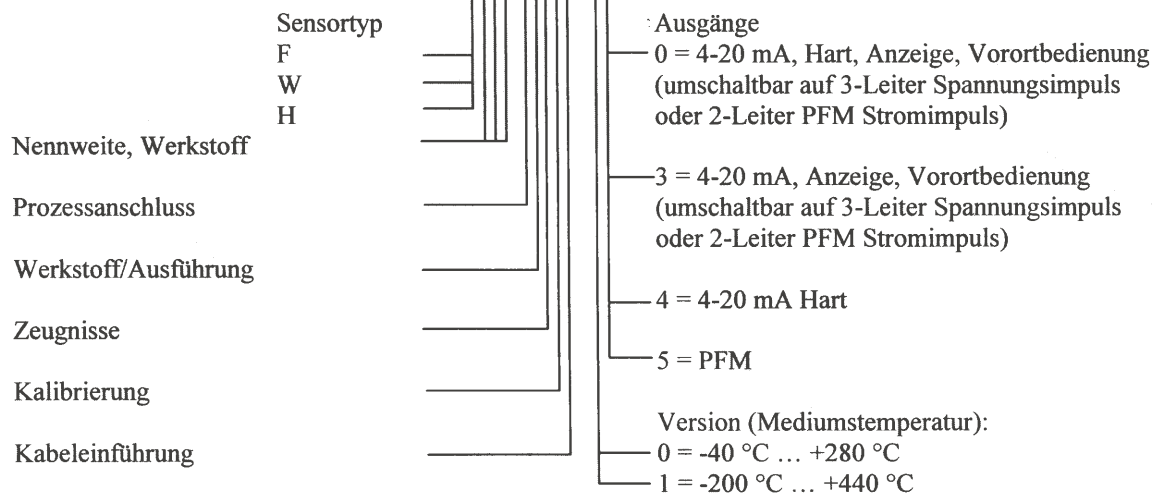 Sensortyp
F
W
H
Nennweite, Werkstoff
Prozessanschluss
Werkstoff/Ausführung
Zeugnisse
Kalibrierung
Kabeleinführung
Ausgänge
0 = 4-20 mA, Hart, Anzeige, Vorortbedienung
(umschaltbar auf 3-Leiter Spannungsimpuls
oder 2-Leiter PFM Stromimpuls)
3 = 4-20 mA, Anzeige, Vorortbedienung
(umschaltbar auf 3-Leiter Spannungsimpuls
oder 2-Leiter PFM Stromimpuls)
4 = 4-20 mA Hart
5 = PFM
Version (Mediumstemperatur):
0 = -40 °C … +280 °C
1 = -200 °C … +440 °C